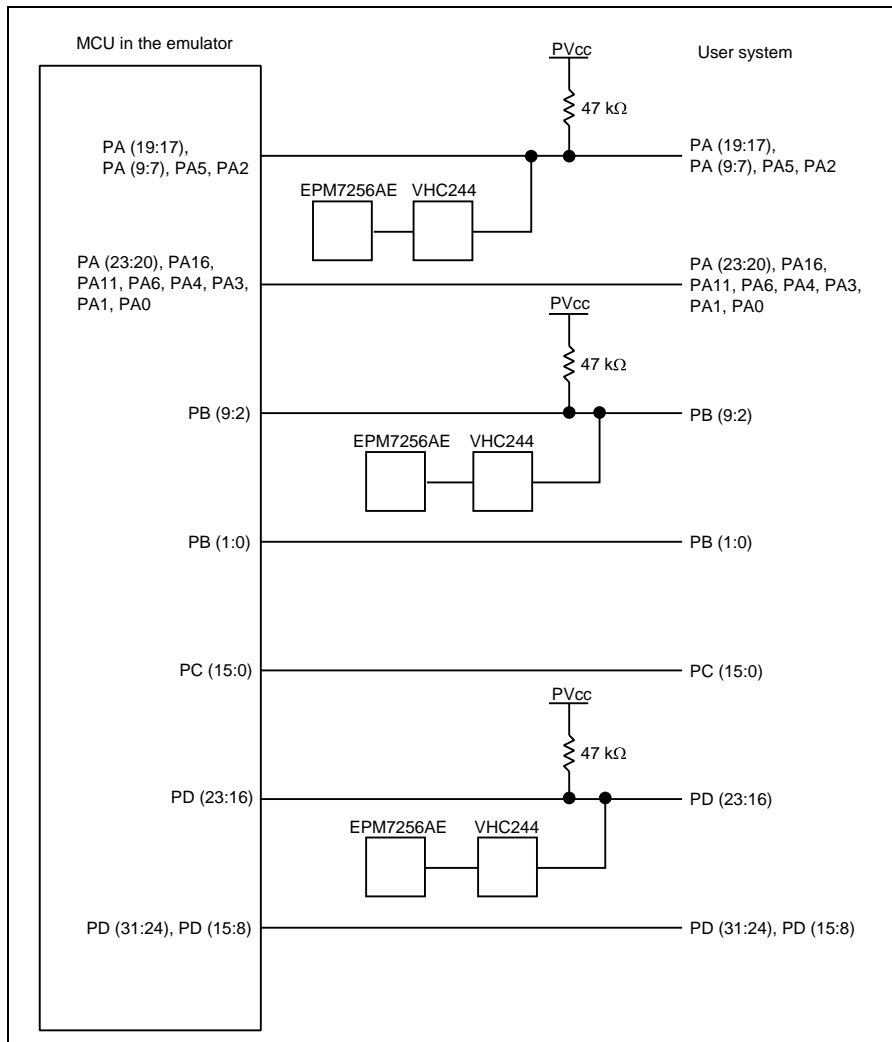 MCU in the emulator
PVcc
User system
47 kΩ
PA (19:17),
PA (9:7), PA5, PA2
PA (19:17),
PA (9:7), PA5, PA2
EPM7256AE
VHC244
PA (23:20), PA16,
PA11, PA6, PA4, PA3,
PA1, PA0
PA (23:20), PA16,
PA11, PA6, PA4, PA3,
PA1, PA0
PVcc
47 kΩ
PB (9:2)
PB (9:2)
EPM7256AE
VHC244
PB (1:0)
PB (1:0)
PC (15:0)
PC (15:0)
PVcc
47 kΩ
PD (23:16)
PD (23:16)
EPM7256AE
VHC244
PD (31:24), PD (15:8)
PD (31:24), PD (15:8)